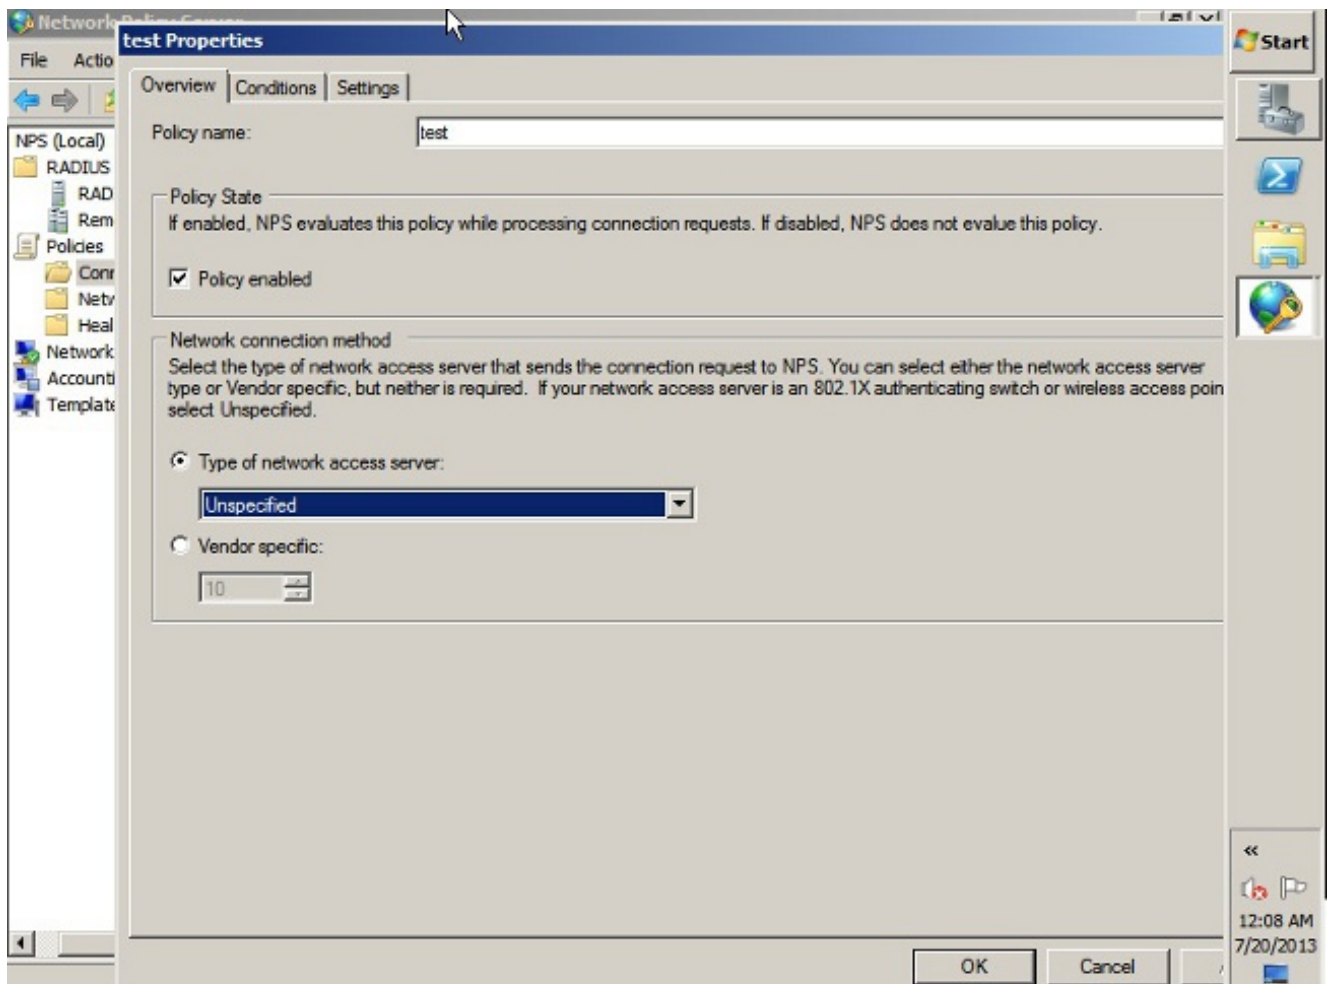 Network Policy Server
test Properties
Start
File Actio
Overview Conditions Settings
Policy name: test
NPS (Local)
RADIUS
RAD
Rem
Policies
Conn
Netw
Heal
Network
Accounti
Template
Policy State
If enabled, NPS evaluates this policy while processing connection requests. If disabled, NPS does not evalue this policy.
Policy enabled
Network connection method
Select the type of network access server that sends the connection request to NPS. You can select either the network access server
type or Vendor specific, but neither is required. If your network access server is an 802.1X authenticating switch or wireless access poin
select Unspecified.
Type of network access server:
Unspecified
Vendor specific:
10
OK Cancel
12:08 AM
7/20/2013